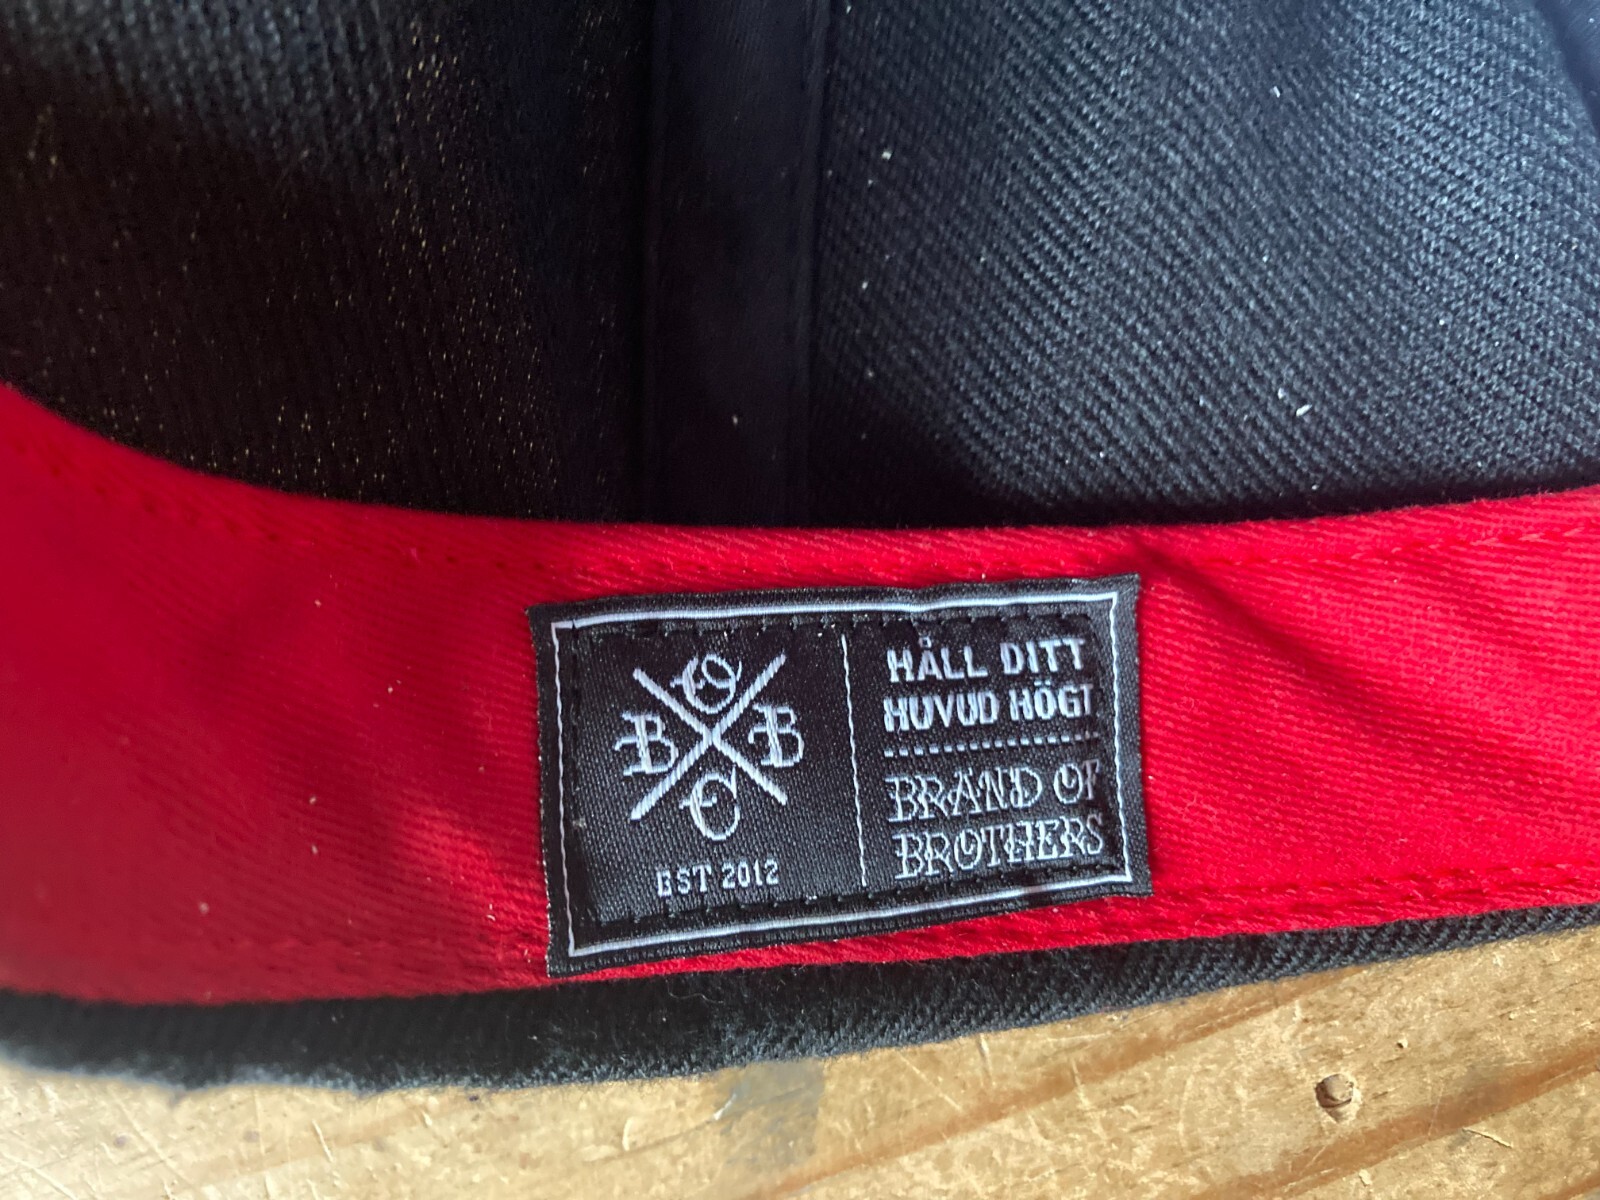 O
B B
C
EST 2012
HÅLL DITT
HUVUD HÖGT
BRAND OF
BROTHERS